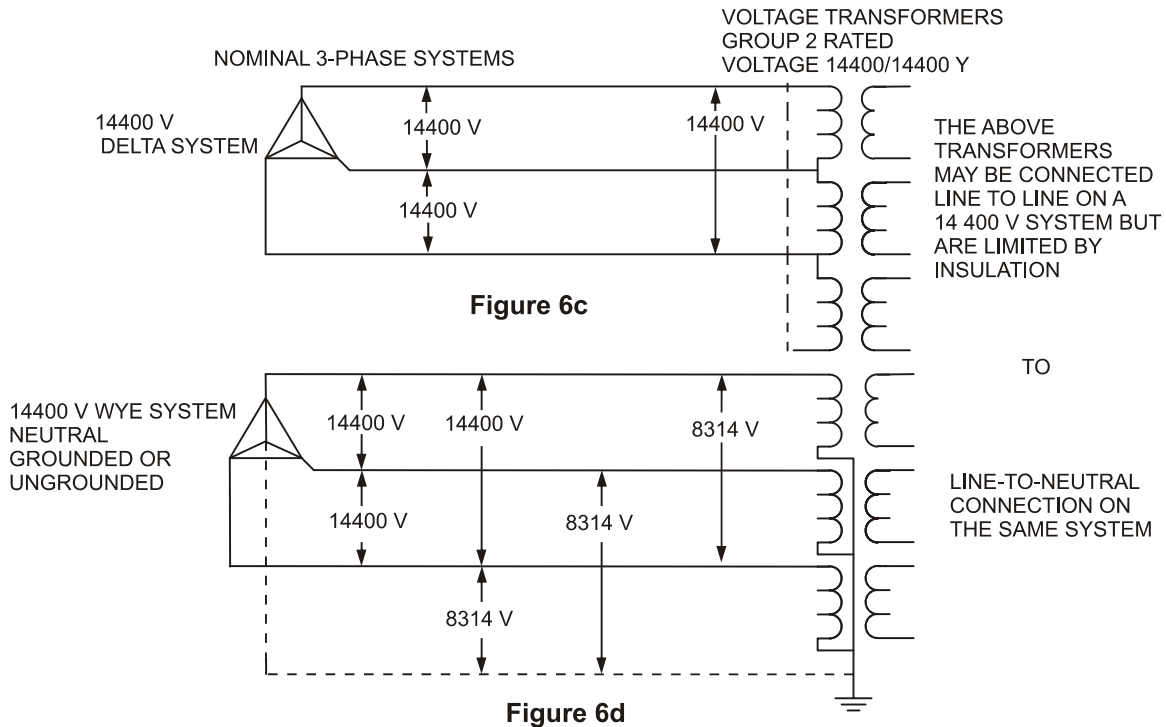 VOLTAGE TRANSFORMERS
GROUP 2 RATED
VOLTAGE 14400/14400 Y
NOMINAL 3-PHASE SYSTEMS
14400 V
DELTA SYSTEM
14400 V
14400 V
14400 V
THE ABOVE
TRANSFORMERS
MAY BE CONNECTED
LINE TO LINE ON A
14 400 V SYSTEM BUT
ARE LIMITED BY
INSULATION
Figure 6c
TO
14400 V WYE SYSTEM
NEUTRAL
GROUNDED OR
UNGROUNDED
14400 V
14400 V
8314 V
14400 V
8314 V
8314 V
LINE-TO-NEUTRAL
CONNECTION ON
THE SAME SYSTEM
Figure 6d